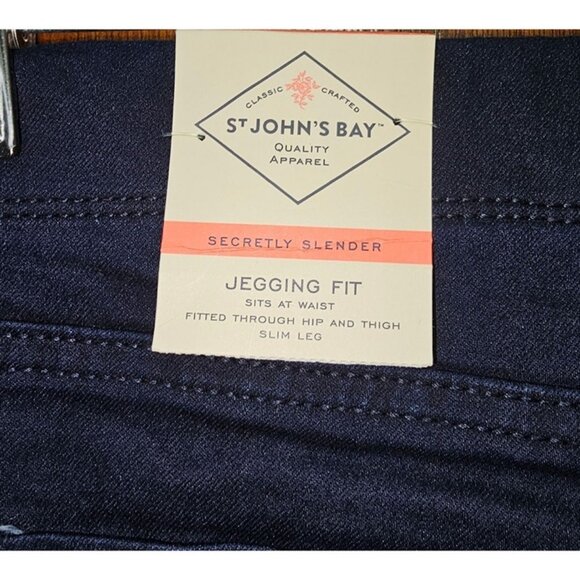 CLASSIC CRAFTED
ST JOHN'S BAY™
QUALITY
APPAREL
SECRETLY SLENDER
JEGGING FIT
SITS AT WAIST
FITTED THROUGH HIP AND THIGH
SLIM LEG